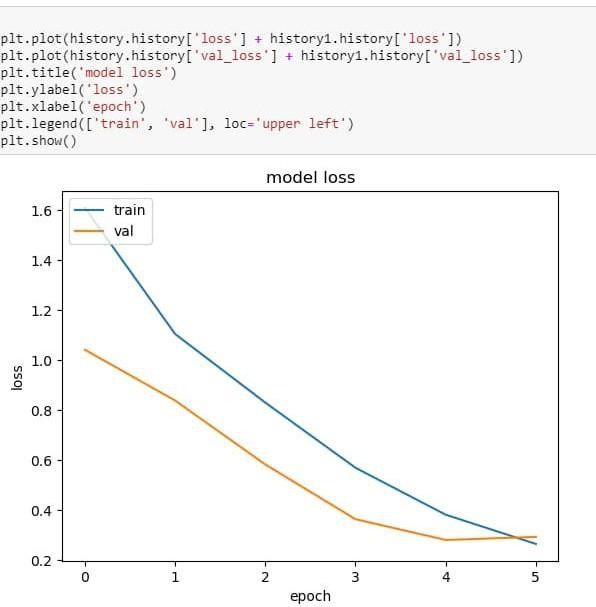 plt.plot(history.history['loss'] + history1.history['loss'])
plt.plot(history.history['val_loss'] + history1.history['val_loss'])
plt.title('model loss')
plt.ylabel('loss')
plt.xlabel('epoch')
plt.legend(['train', 'val'], loc='upper left')
plt.show()
model loss
train
val
1.6
1.4
1.2
1.0
0.8
0.6
0.4
0.2
loss
0 1 2 3 4 5
epoch